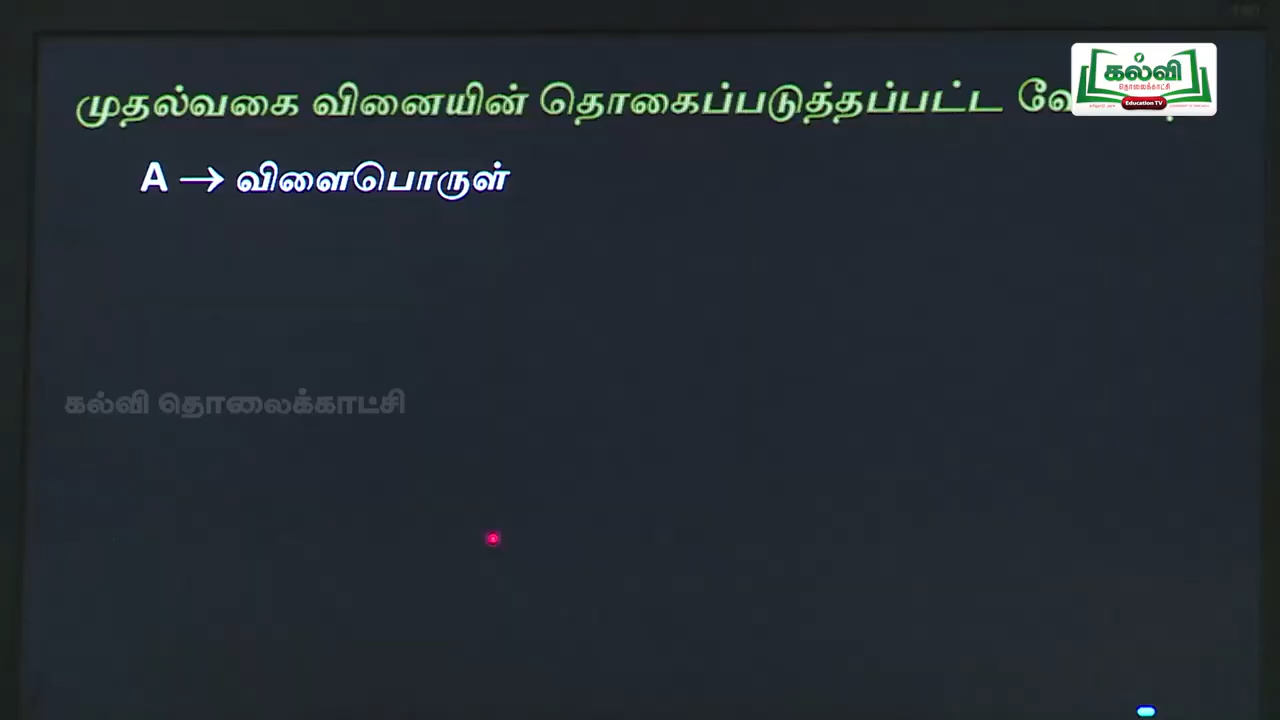 முதல்வகை வினையின் தொகைப்படுத்தப்பட்ட
கல்வி
தொலைக்காட்சி
Education TV
A → விளைபொருள்
கல்வி தொலைக்காட்சி